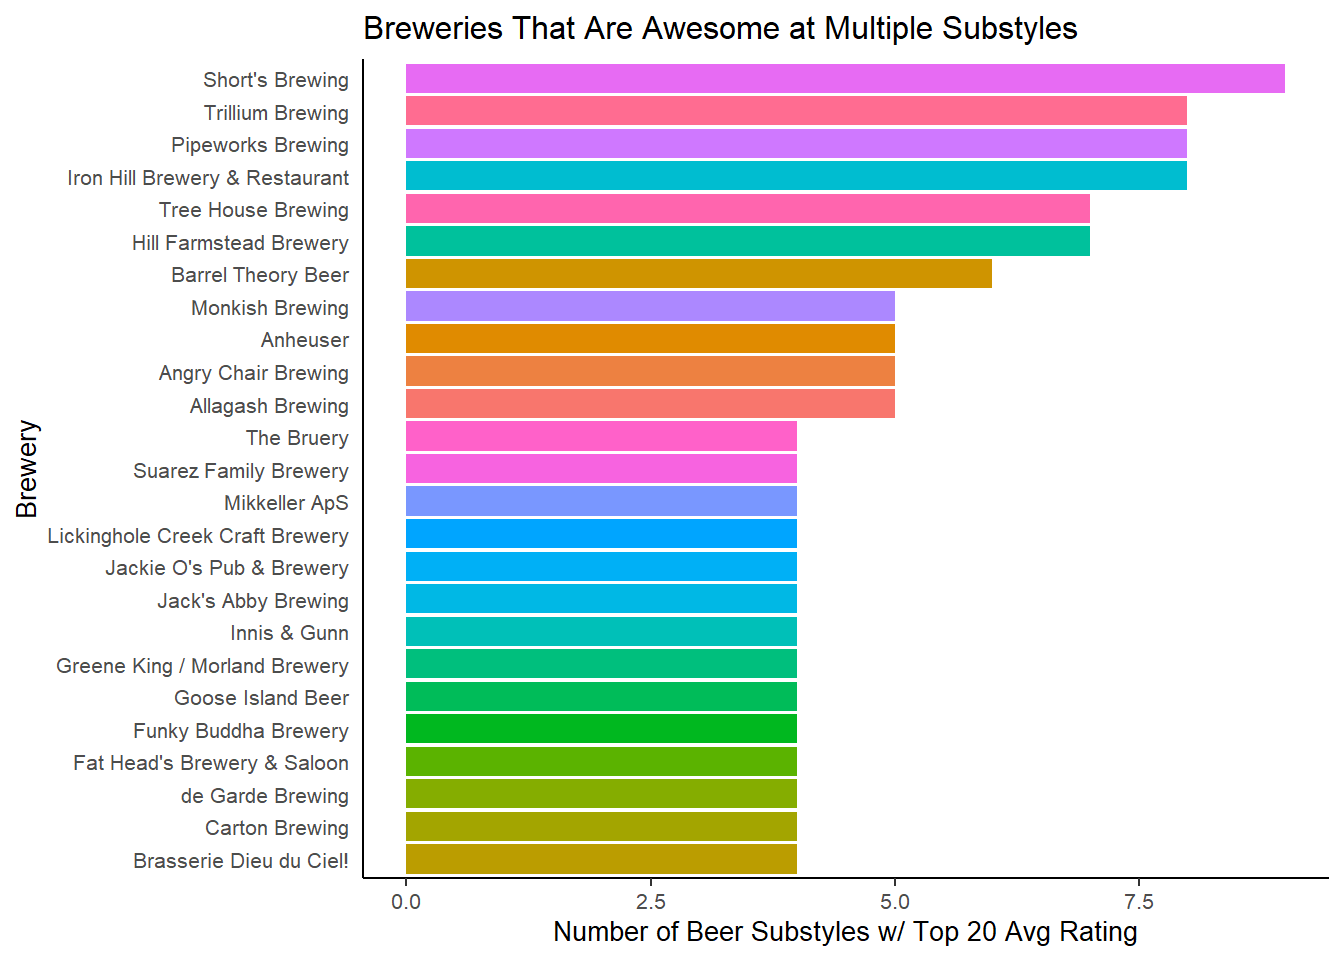 Breweries That Are Awesome at Multiple Substyles
Short's Brewing
Trillium Brewing
Pipeworks Brewing
Iron Hill Brewery & Restaurant
Tree House Brewing
Hill Farmstead Brewery
Barrel Theory Beer
Monkish Brewing
Anheuser
Angry Chair Brewing
Allagash Brewing
The Bruery
Suarez Family Brewery
Mikkeller ApS
Lickinghole Creek Craft Brewery
Jackie O's Pub & Brewery
Jack's Abby Brewing
Innis & Gunn
Greene King / Morland Brewery
Goose Island Beer
Funky Buddha Brewery
Fat Head's Brewery & Saloon
de Garde Brewing
Carton Brewing
Brasserie Dieu du Ciel!
Brewery
0.0 2.5 5.0 7.5
Number of Beer Substyles w/ Top 20 Avg Rating